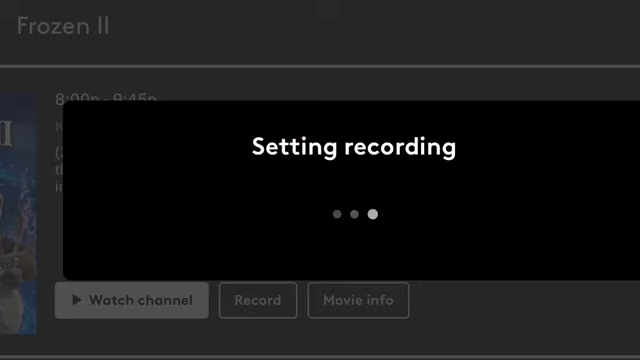 Frozen II
8:00p - 9:45p
Setting recording
Watch channel
Record
Movie info